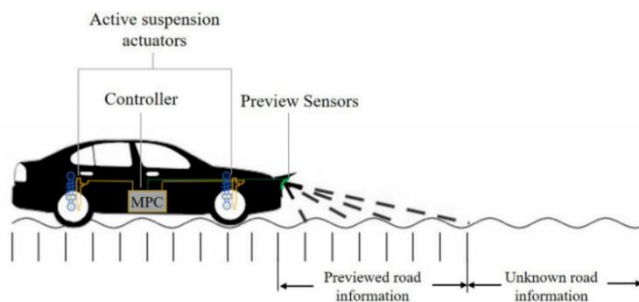 Active suspension
actuators
Controller
Preview Sensors
MPC
Previewed road
information
Unknown road
information